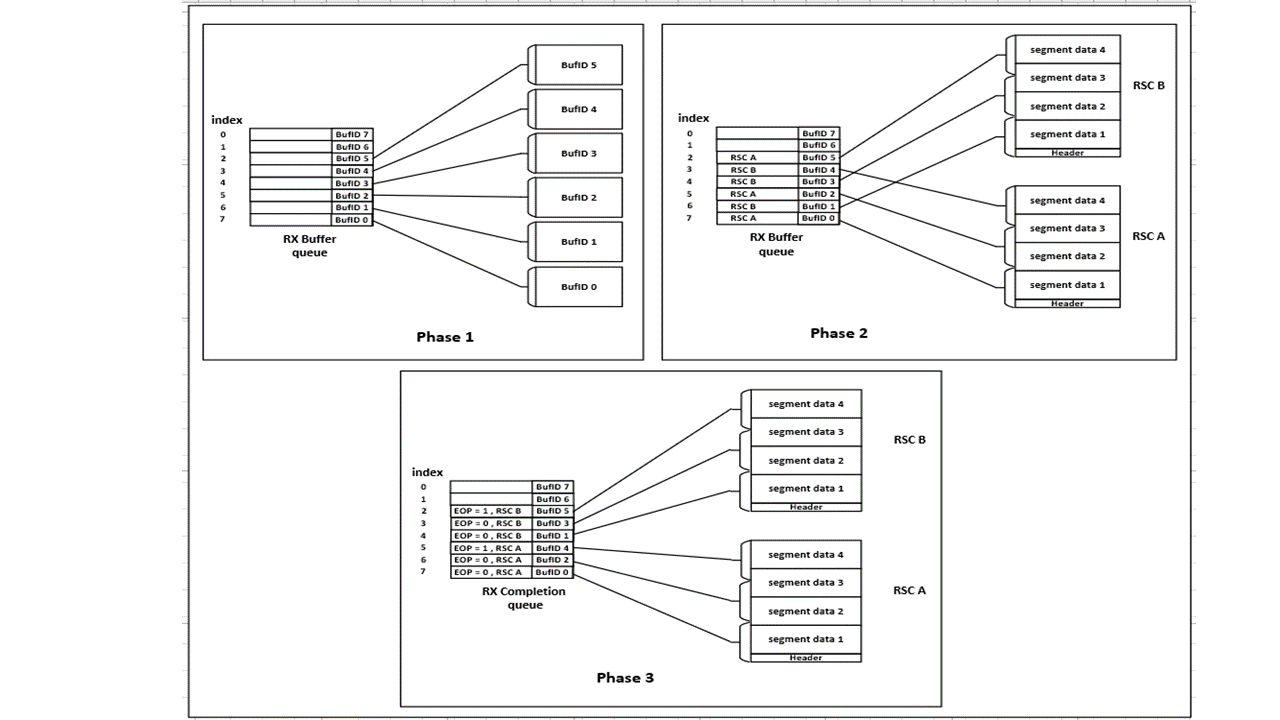 BufID 5
BufID 4
BufID 3
BufID 2
BufID 1
BufID 0
index
0 BufID 7
1 BufID 6
2 BufID 5
3 BufID 4
4 BufID 3
5 BufID 2
6 BufID 1
7 BufID 0
RX Buffer
queue
Phase 1
segment data 4
segment data 3
segment data 2
segment data 1
Header
RSC B
index
0 BufID 7
1 BufID 6
2 RSC A BufID 5
3 RSC B BufID 4
4 RSC B BufID 3
5 RSC A BufID 2
6 RSC B BufID 1
7 RSC A BufID 0
RX Buffer
queue
segment data 4
segment data 3
segment data 2
segment data 1
Header
RSC A
Phase 2
segment data 4
segment data 3
segment data 2
segment data 1
Header
RSC B
index
0 BufID 7
1 BufID 6
2 EOP = 1 , RSC B BufID 5
3 EOP = 0 , RSC B BufID 3
4 EOP = 0 , RSC B BufID 1
5 EOP = 1 , RSC A BufID 4
6 EOP = 0 , RSC A BufID 2
7 EOP = 0 , RSC A BufID 0
RX Completion
queue
segment data 4
segment data 3
segment data 2
segment data 1
Header
RSC A
Phase 3